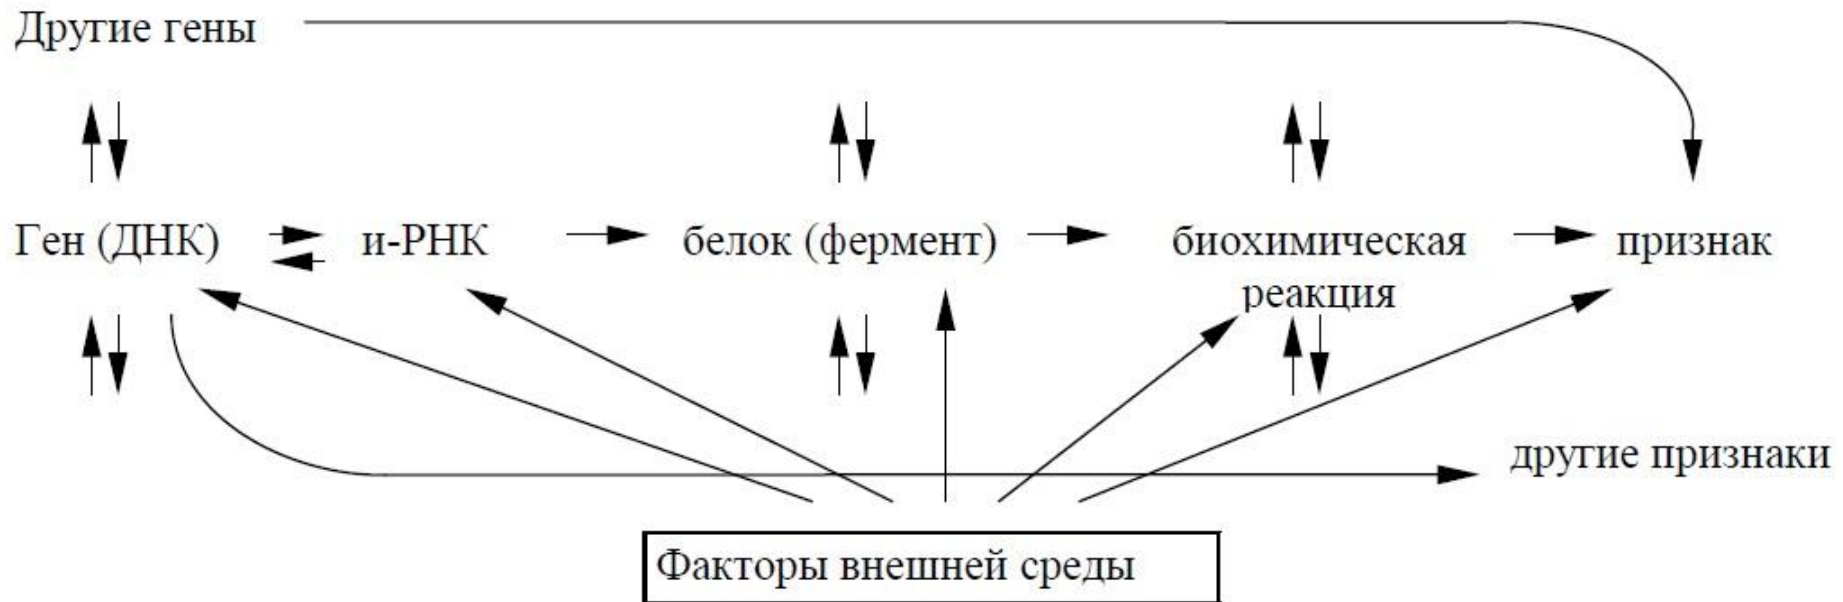 Другие гены
Ген (ДНК) и-РНК белок (фермент) биохимическая признак
реакция
другие признаки
Факторы внешней среды